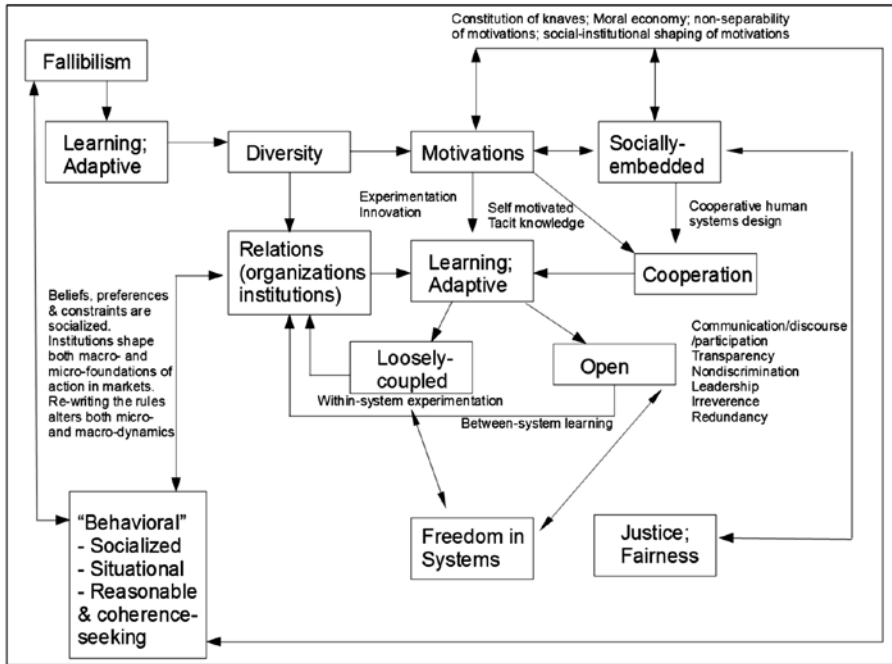 Constitution of knaves; Moral economy; non-separability
of motivations; social-institutional shaping of motivations
Fallibilism
Learning;
Adaptive
Diversity
Motivations
Socially-
embedded
Experimentation
Innovation
Self motivated
Tacit knowledge
Cooperative human
systems design
Relations
(organizations
institutions)
Learning;
Adaptive
Cooperation
Beliefs, preferences
& constraints are
socialized.
Institutions shape
both macro- and
micro-foundations of
action in markets.
Re-writing the rules
alters both micro-
and macro-dynamics
Loosely-
coupled
Open
Communication/discourse
/participation
Transparency
Nondiscrimination
Leadership
Irreverence
Redundancy
Within-system experimentation
Between-system learning
"Behavioral"
- Socialized
- Situational
- Reasonable
& coherence-
seeking
Freedom in
Systems
Justice;
Fairness